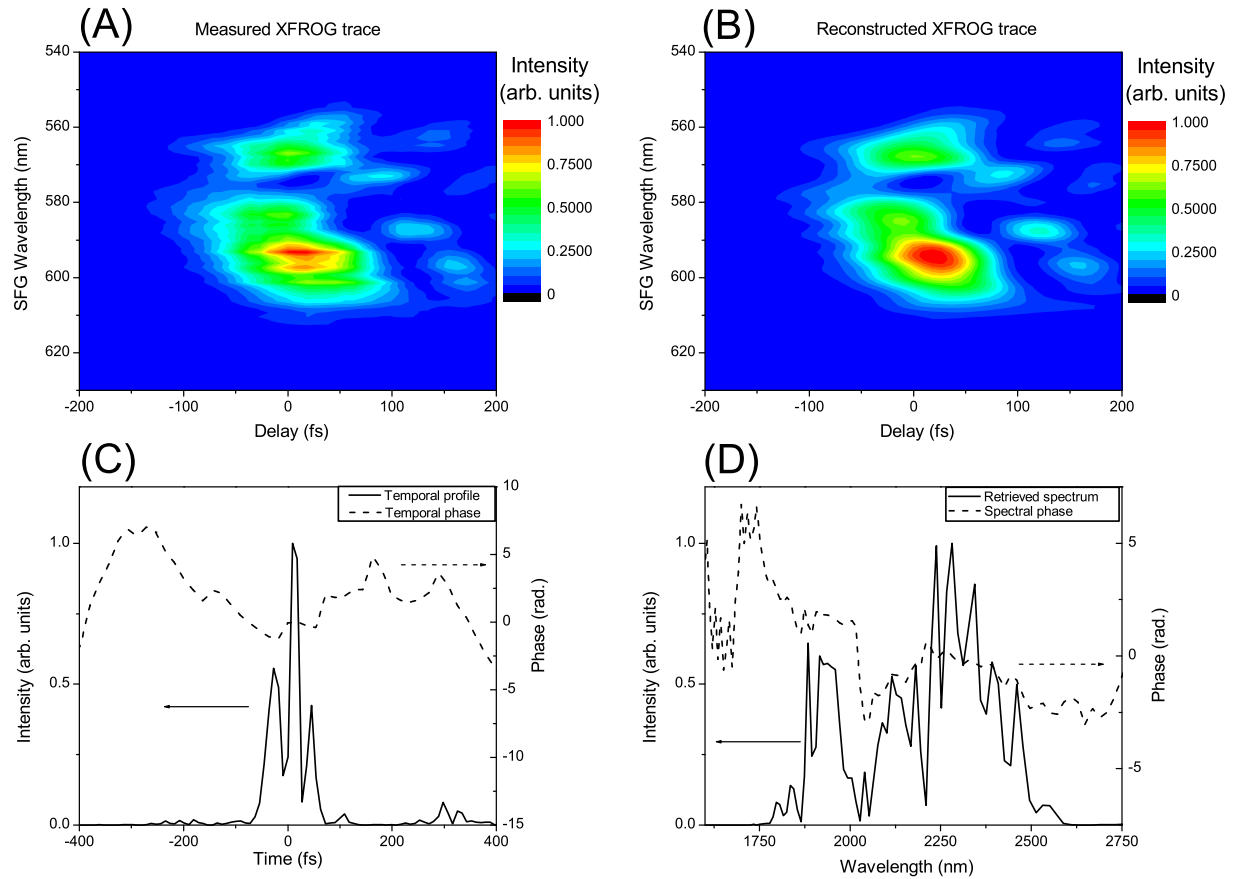 (A)
Measured XFROG trace
Intensity
(arb. units)
1.000
0.7500
0.5000
0.2500
0
540
560
580
600
620
SFG Wavelength (nm)
-200
-100
0
100
200
Delay (fs)
(B)
Reconstructed XFROG trace
Intensity
(arb. units)
1.000
0.7500
0.5000
0.2500
0
540
560
580
600
620
SFG Wavelength (nm)
-200
-100
0
100
200
Delay (fs)
(C)
Temporal profile
Temporal phase
1.0
0.5
0.0
Intensity (arb. units)
10
5
0
-5
-10
-15
Phase (rad.)
-400
-200
0
200
400
Time (fs)
(D)
Retrieved spectrum
Spectral phase
1.0
0.5
0.0
Intensity (arb. units)
5
0
-5
Phase (rad.)
1750
2000
2250
2500
2750
Wavelength (nm)